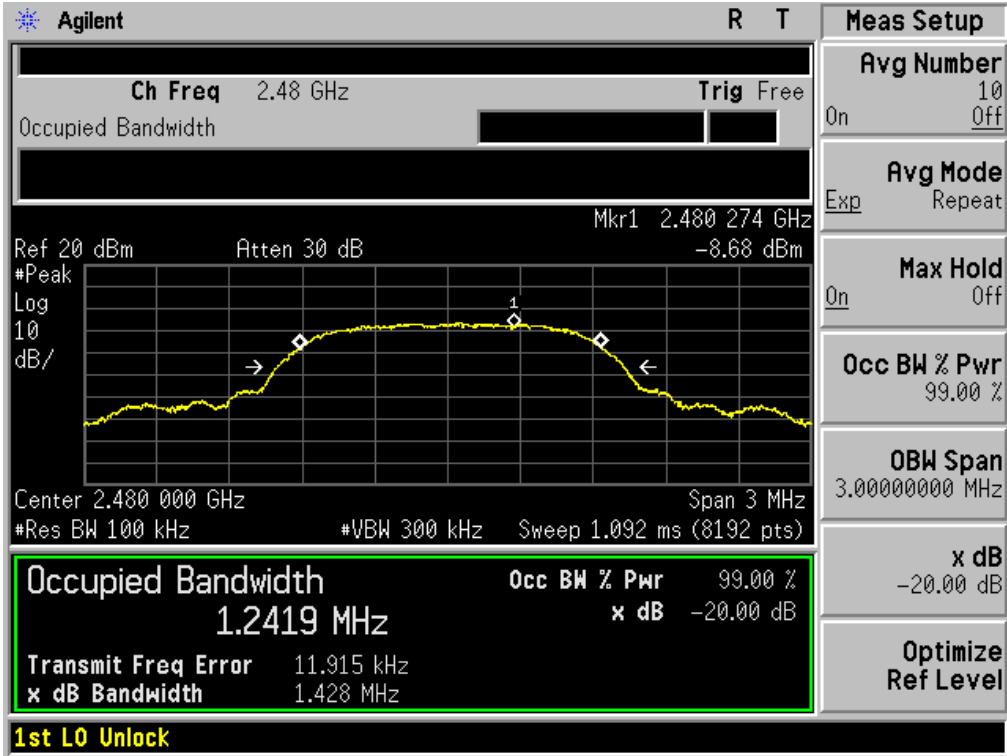 Agilent R T
Ch Freq 2.48 GHz Trig Free
Occupied Bandwidth
Mkr1 2.480 274 GHz
Ref 20 dBm Atten 30 dB -8.68 dBm
#Peak
Log
10
dB/
1
Center 2.480 000 GHz Span 3 MHz
#Res BW 100 kHz #VBW 300 kHz Sweep 1.092 ms (8192 pts)
Occupied Bandwidth Occ BW % Pwr 99.00 %
1.2419 MHz x dB -20.00 dB
Transmit Freq Error 11.915 kHz
x dB Bandwidth 1.428 MHz
1st LO Unlock
Meas Setup
Avg Number
10
On Off
Avg Mode
Exp Repeat
Max Hold
On Off
Occ BW % Pwr
99.00 %
OBW Span
3.00000000 MHz
x dB
-20.00 dB
Optimize
Ref Level